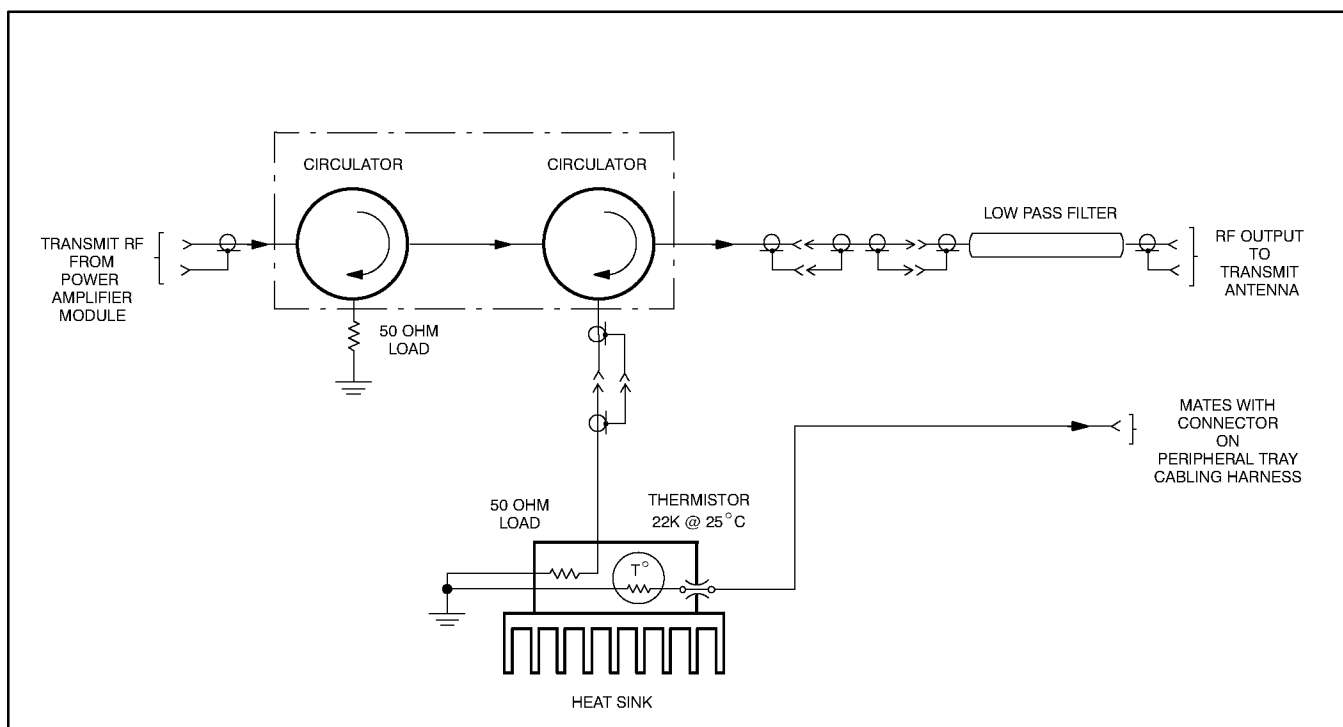 CIRCULATOR
CIRCULATOR
LOW PASS FILTER
TRANSMIT RF
FROM
POWER
AMPLIFIER
MODULE
RF OUTPUT
TO
TRANSMIT
ANTENNA
50 OHM
LOAD
MATES WITH
CONNECTOR
ON
PERIPHERAL TRAY
CABLING HARNESS
50 OHM
LOAD
THERMISTOR
22K @ 25°C
T°
HEAT SINK